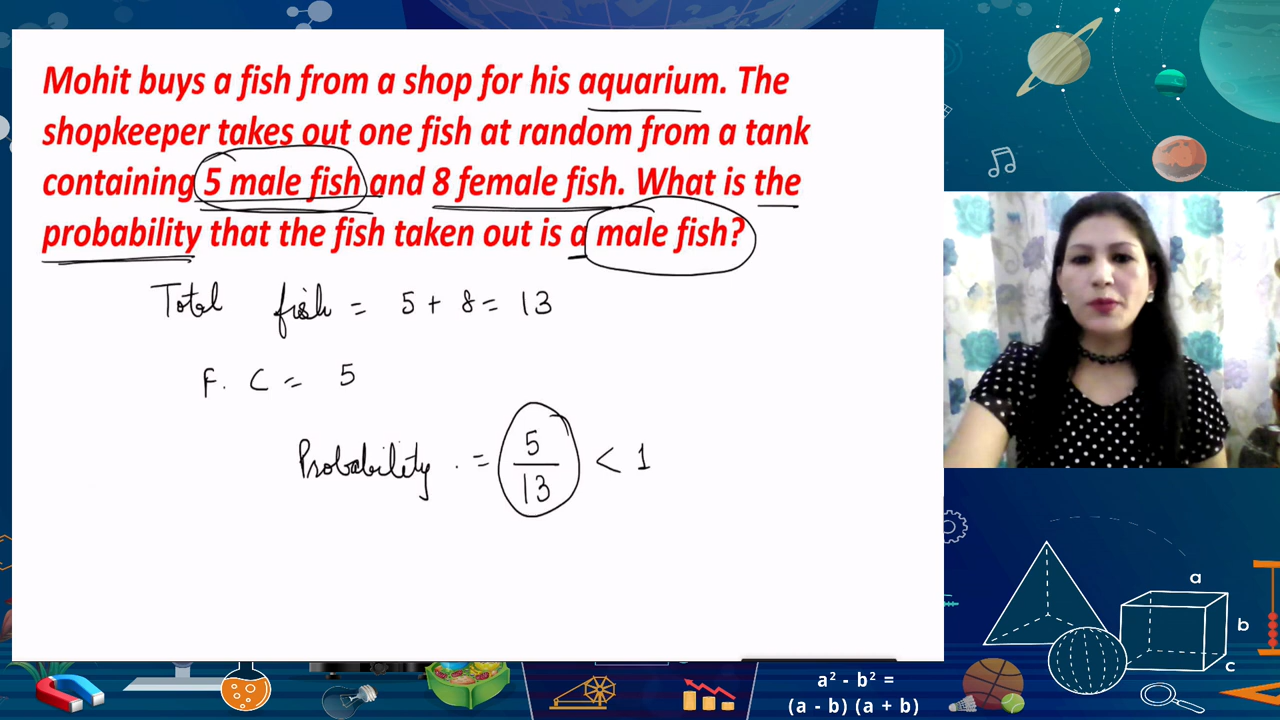 Mohit buys a fish from a shop for his aquarium. The
shopkeeper takes out one fish at random from a tank
containing 5 male fish and 8 female fish. What is the
probability that the fish taken out is a male fish?
Total fish = 5 + 8 = 13
F. C = 5
Probability = 5/13 < 1
a
b
c
a² - b² =
(a - b) (a + b)